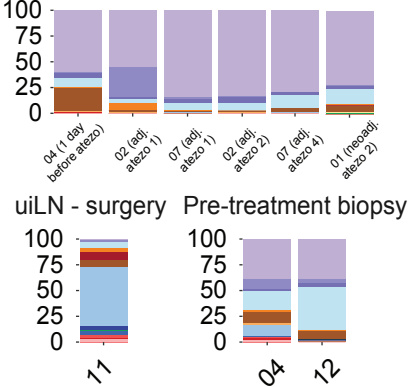 100
75
50
25
0
04 (1 day
before atezo)
02 (adj.
atezo 1)
07 (adj.
atezo 1)
02 (adj.
atezo 2)
07 (adj.
atezo 4)
01 (neoadj.
atezo 2)
uiLN - surgery Pre-treatment biopsy
100
75
50
25
0
11
100
75
50
25
0
04
12